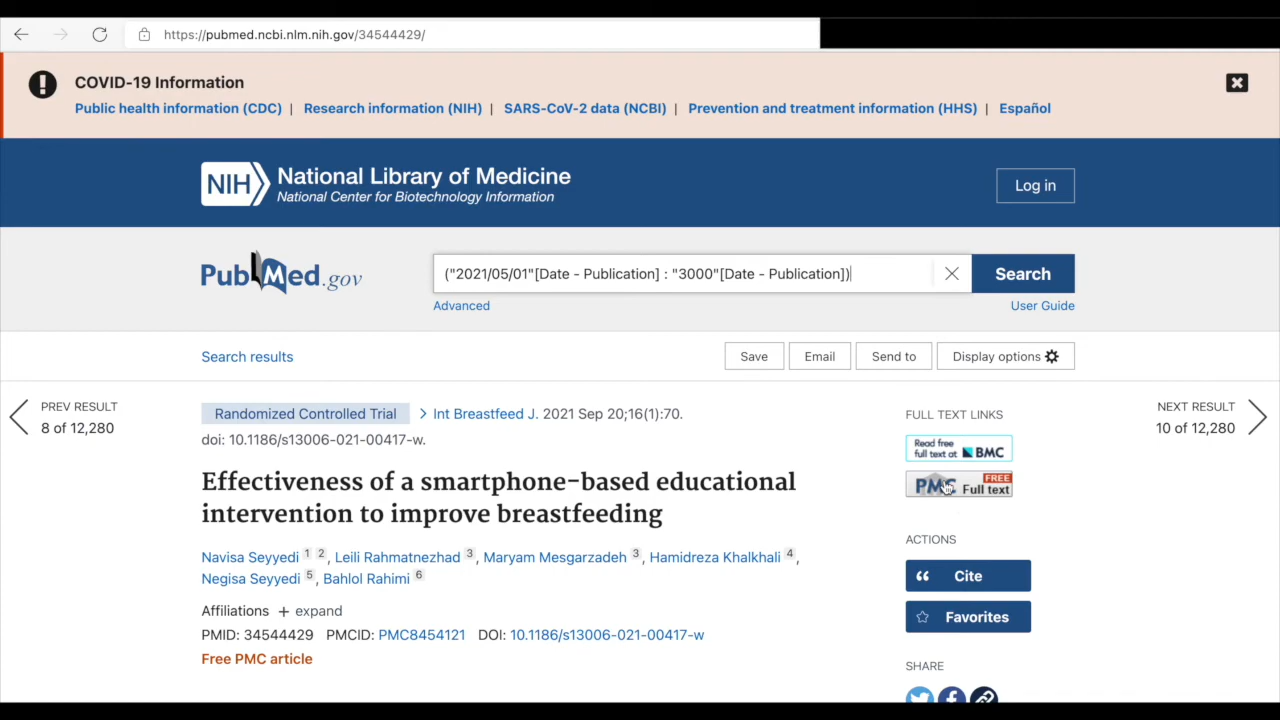 https://pubmed.ncbi.nlm.nih.gov/34544429/
COVID-19 Information
Public health information (CDC) | Research information (NIH) | SARS-CoV-2 data (NCBI) | Prevention and treatment information (HHS) | Español
NIH National Library of Medicine
National Center for Biotechnology Information
Log in
PubMed.gov
("2021/05/01"[Date - Publication] : "3000"[Date - Publication])
Search
Advanced
User Guide
Search results
Save
Email
Send to
Display options
PREV RESULT
8 of 12,280
NEXT RESULT
10 of 12,280
Randomized Controlled Trial
Int Breastfeed J. 2021 Sep 20;16(1):70.
doi: 10.1186/s13006-021-00417-w.
Effectiveness of a smartphone-based educational
intervention to improve breastfeeding
Navisa Seyyedi 1 2, Leili Rahmatnezhad 3, Maryam Mesgarzadeh 3, Hamidreza Khalkhali 4,
Negisa Seyyedi 5, Bahlol Rahimi 6
Affiliations + expand
PMID: 34544429 PMCID: PMC8454121 DOI: 10.1186/s13006-021-00417-w
Free PMC article
FULL TEXT LINKS
Read free
full text at BMC
PMC FREE
Full text
ACTIONS
Cite
Favorites
SHARE